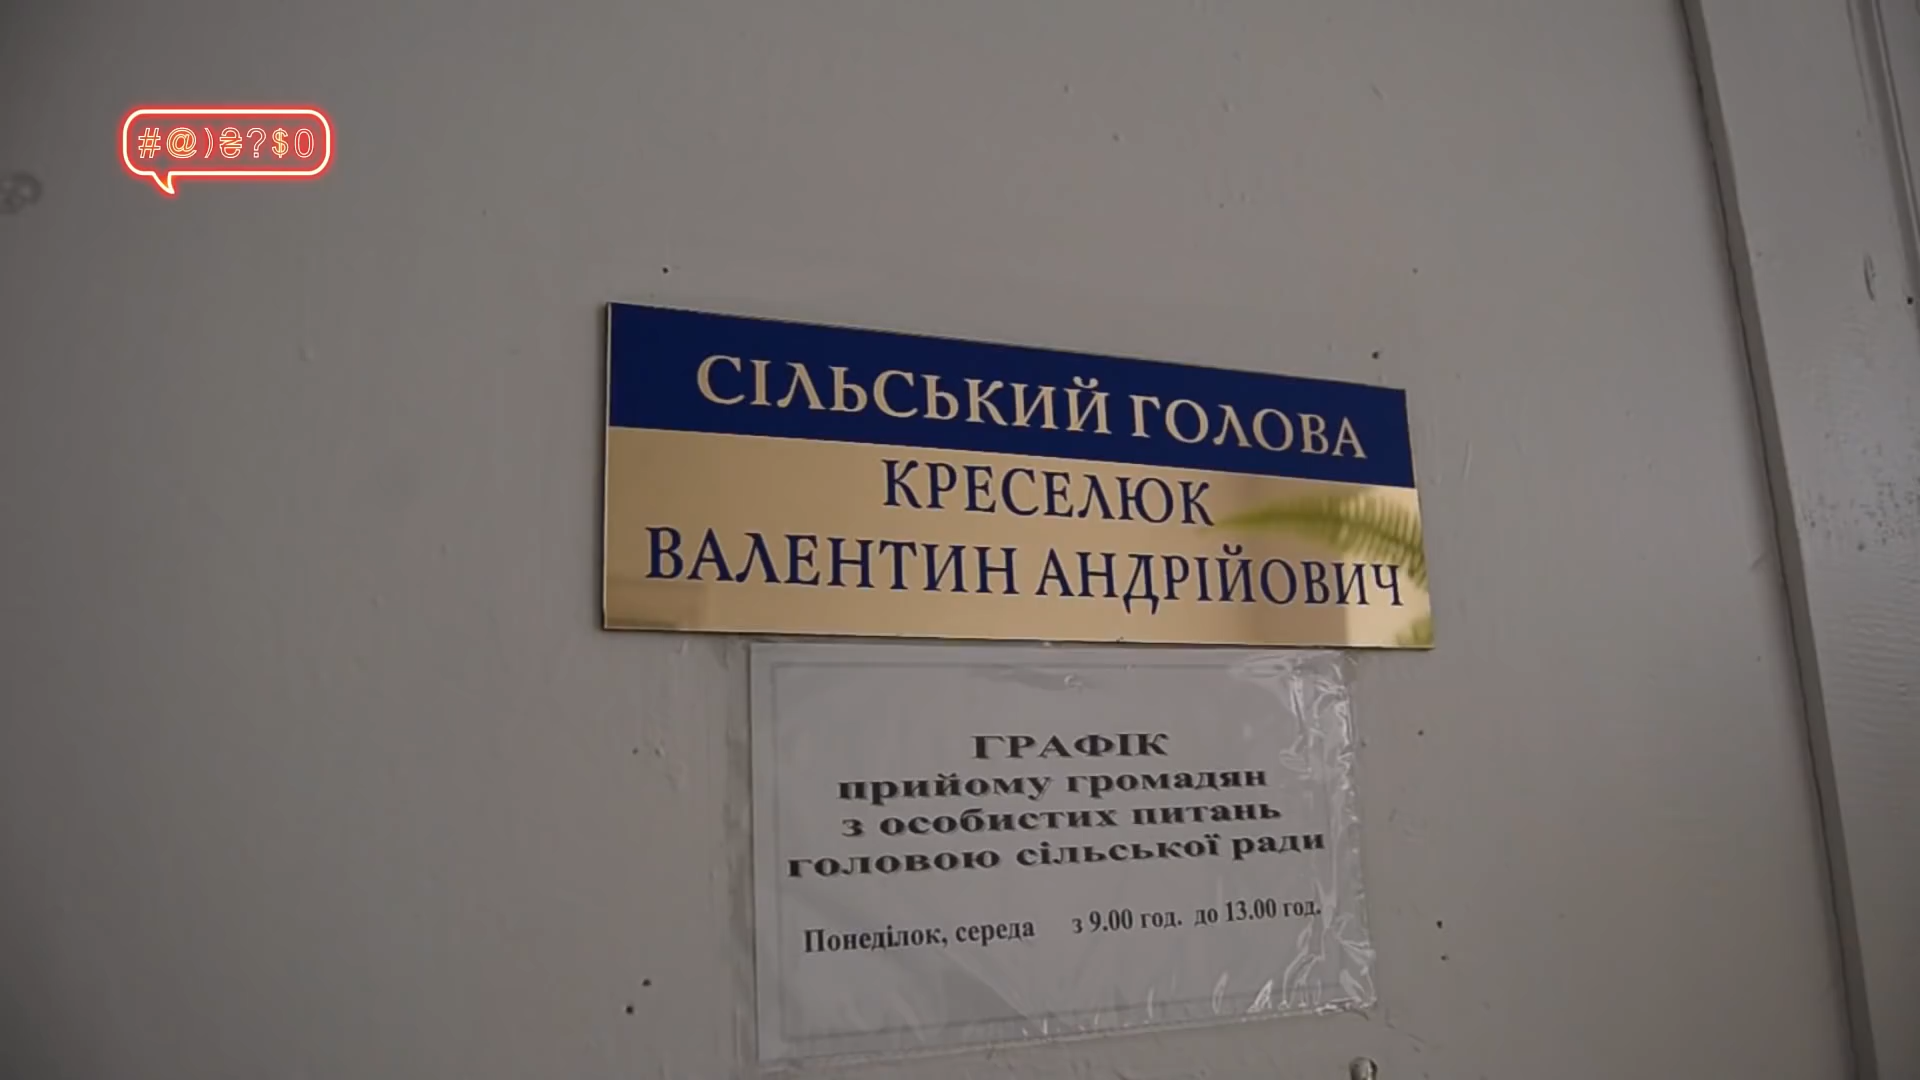 #@)₴?$0
СІЛЬСЬКИЙ ГОЛОВА
КРЕСЕЛЮК
ВАЛЕНТИН АНДРІЙОВИЧ
ГРАФІК
прийому громадян
з особистих питань
головою сільської ради
Понеділок, середа з 9.00 год. до 13.00 год.